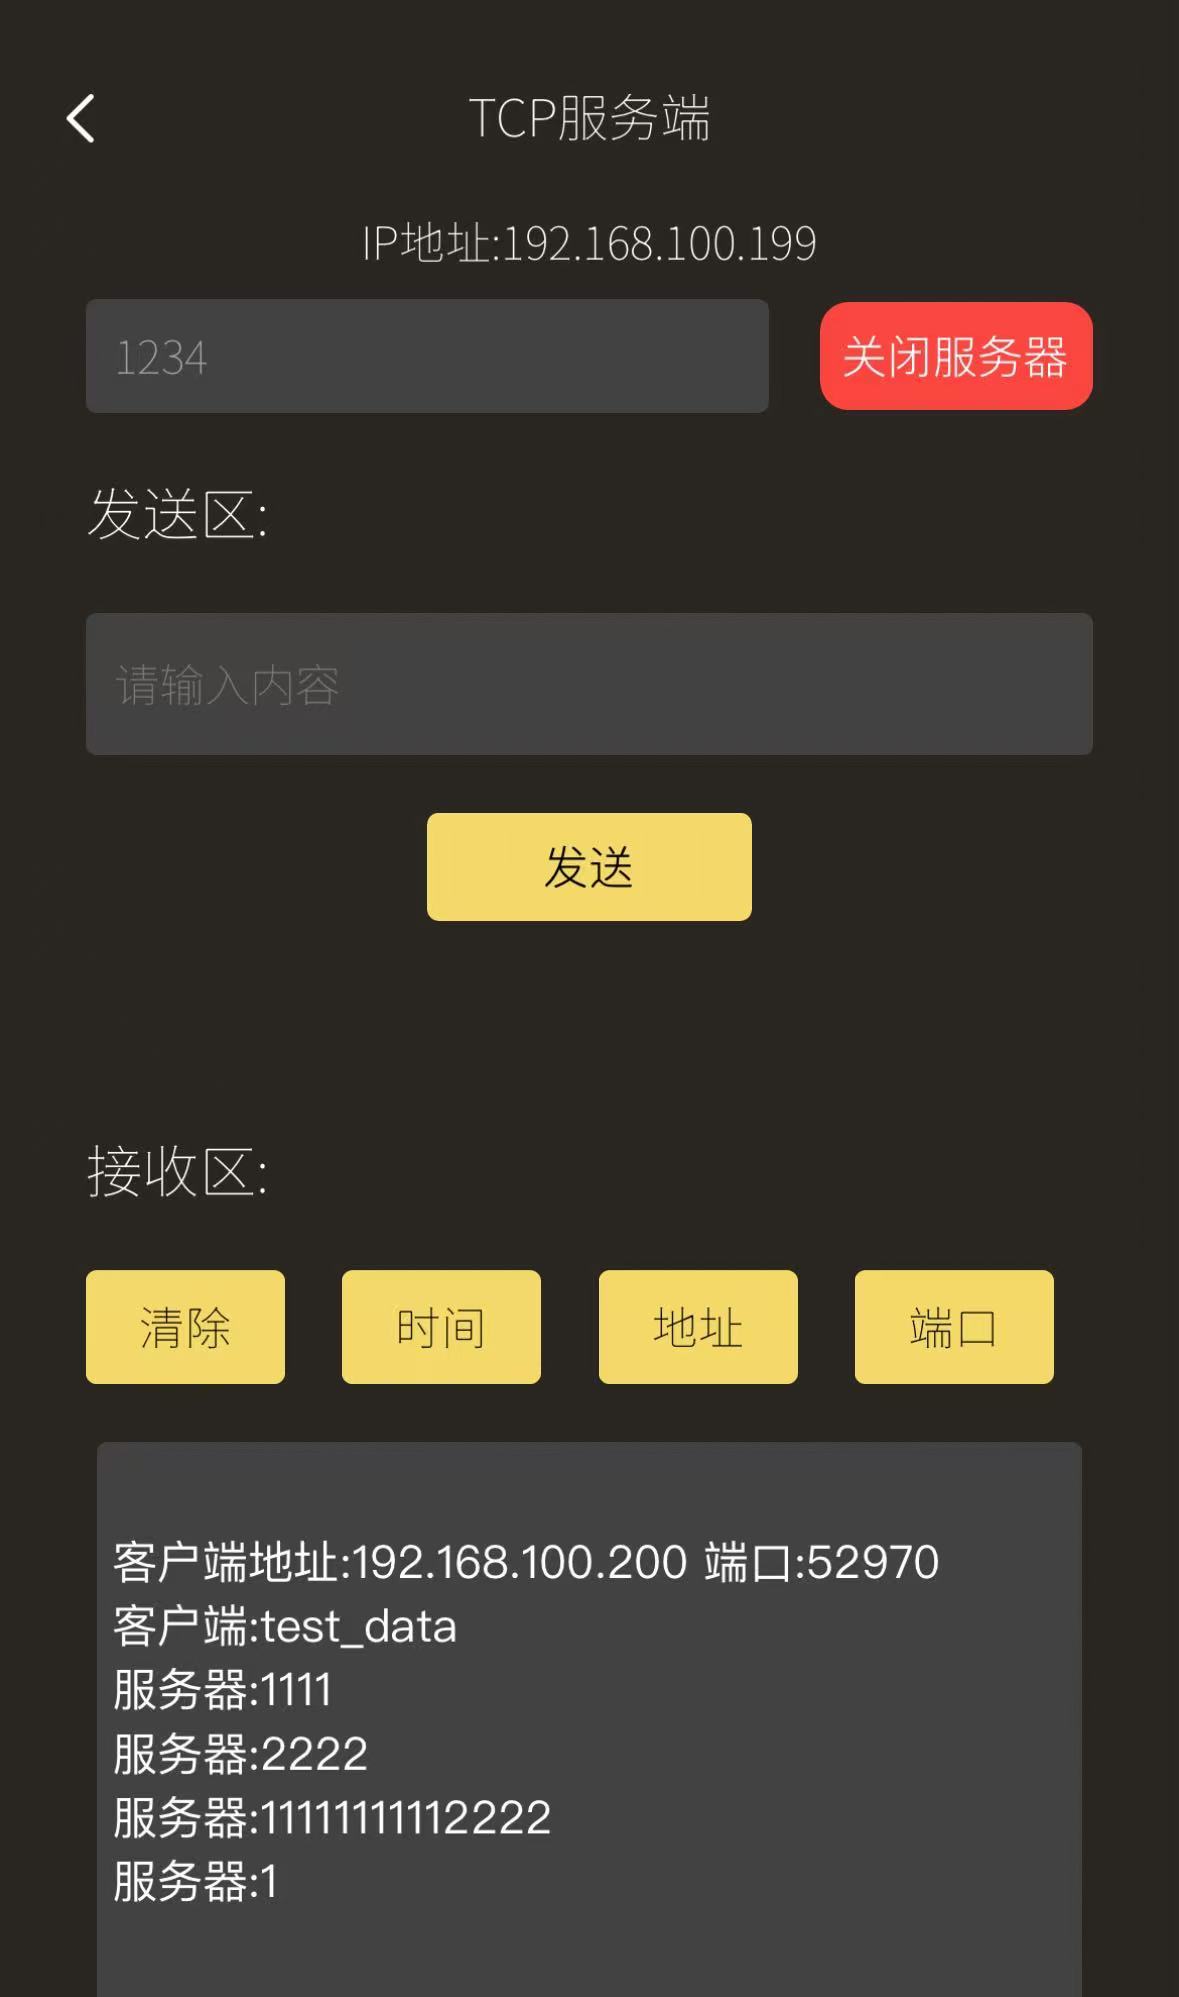 TCP服务端
IP地址:192.168.100.199
1234
关闭服务器
发送区:
请输入内容
发送
接收区:
清除
时间
地址
端口
客户端地址:192.168.100.200 端口:52970
客户端:test_data
服务器:1111
服务器:2222
服务器:11111111112222
服务器:1